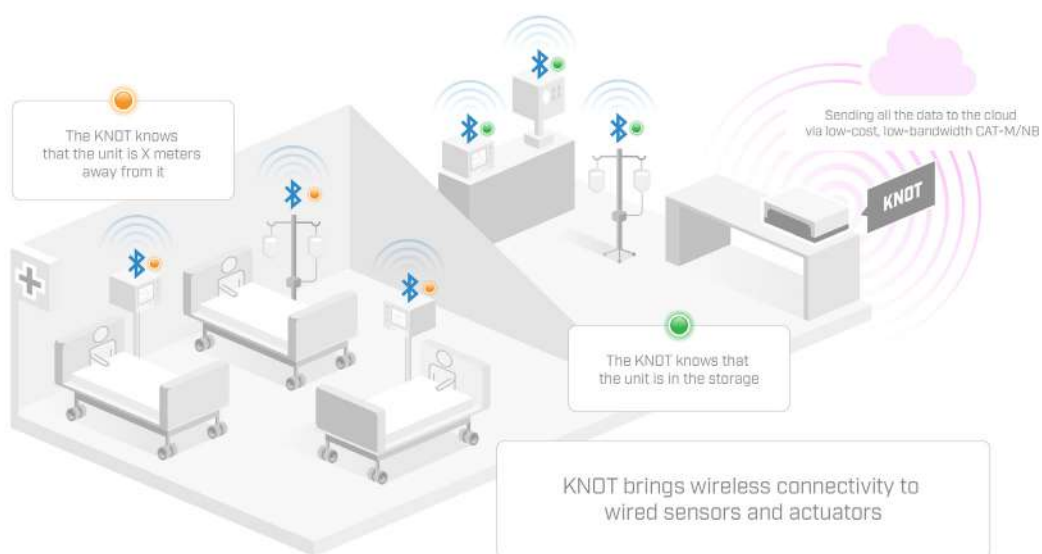 The KNOT knows
that the unit is X meters
away from it
Sending all the data to the cloud
via low-cost, low-bandwidth CAT-M/NB
KNOT
The KNOT knows that
the unit is in the storage
KNOT brings wireless connectivity to
wired sensors and actuators